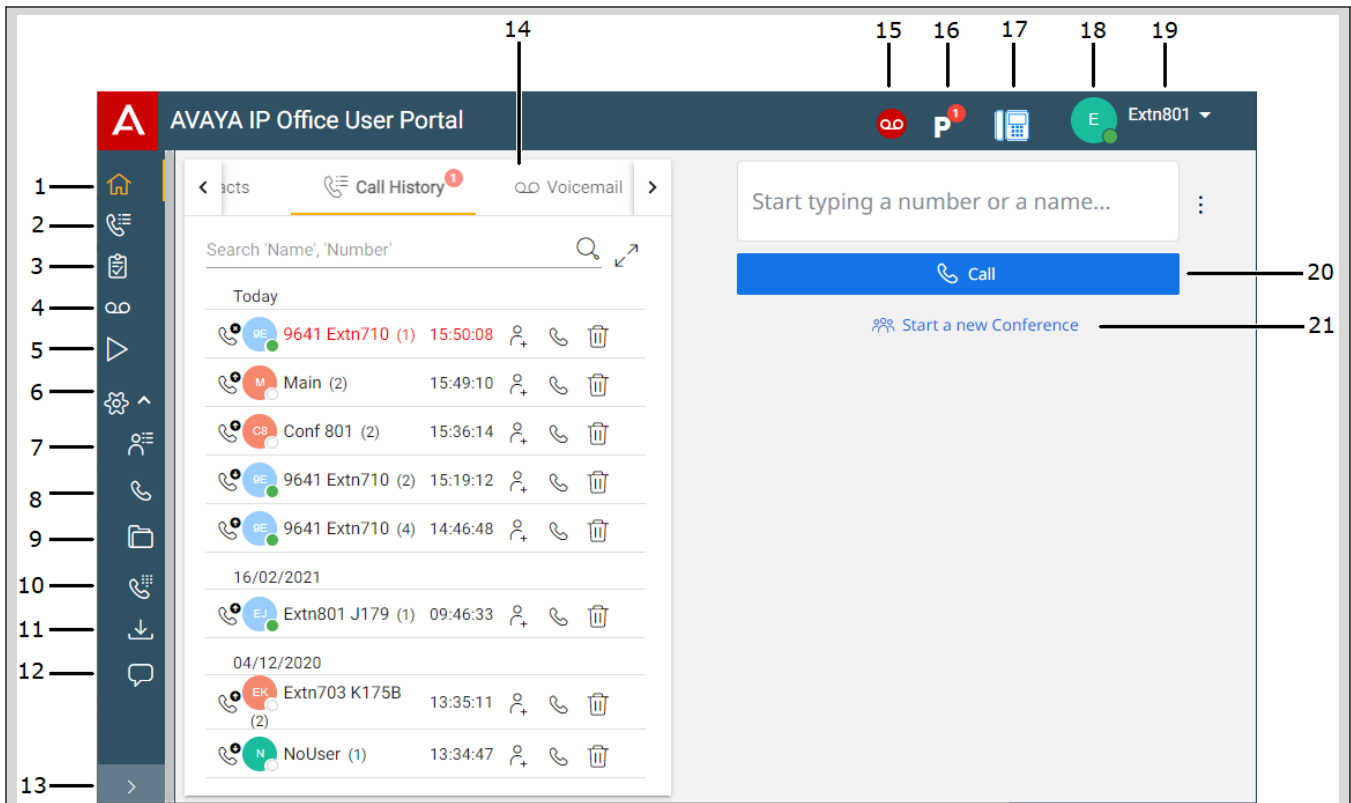 14 15 16 17 18 19
AVAYA IP Office User Portal P 1 E Extn801
1
2
3
4
5
6
7
8
9
10
11
12
13
acts Call History 1 Voicemail
Search 'Name', 'Number'
Today
9E 9641 Extn710 (1) 15:50:08
M Main (2) 15:49:10
C8 Conf 801 (2) 15:36:14
9E 9641 Extn710 (2) 15:19:12
9E 9641 Extn710 (4) 14:46:48
16/02/2021
EJ Extn801 J179 (1) 09:46:33
04/12/2020
EK Extn703 K175B 13:35:11
(2)
N NoUser (1) 13:34:47
Start typing a number or a name...
Call 20
Start a new Conference 21